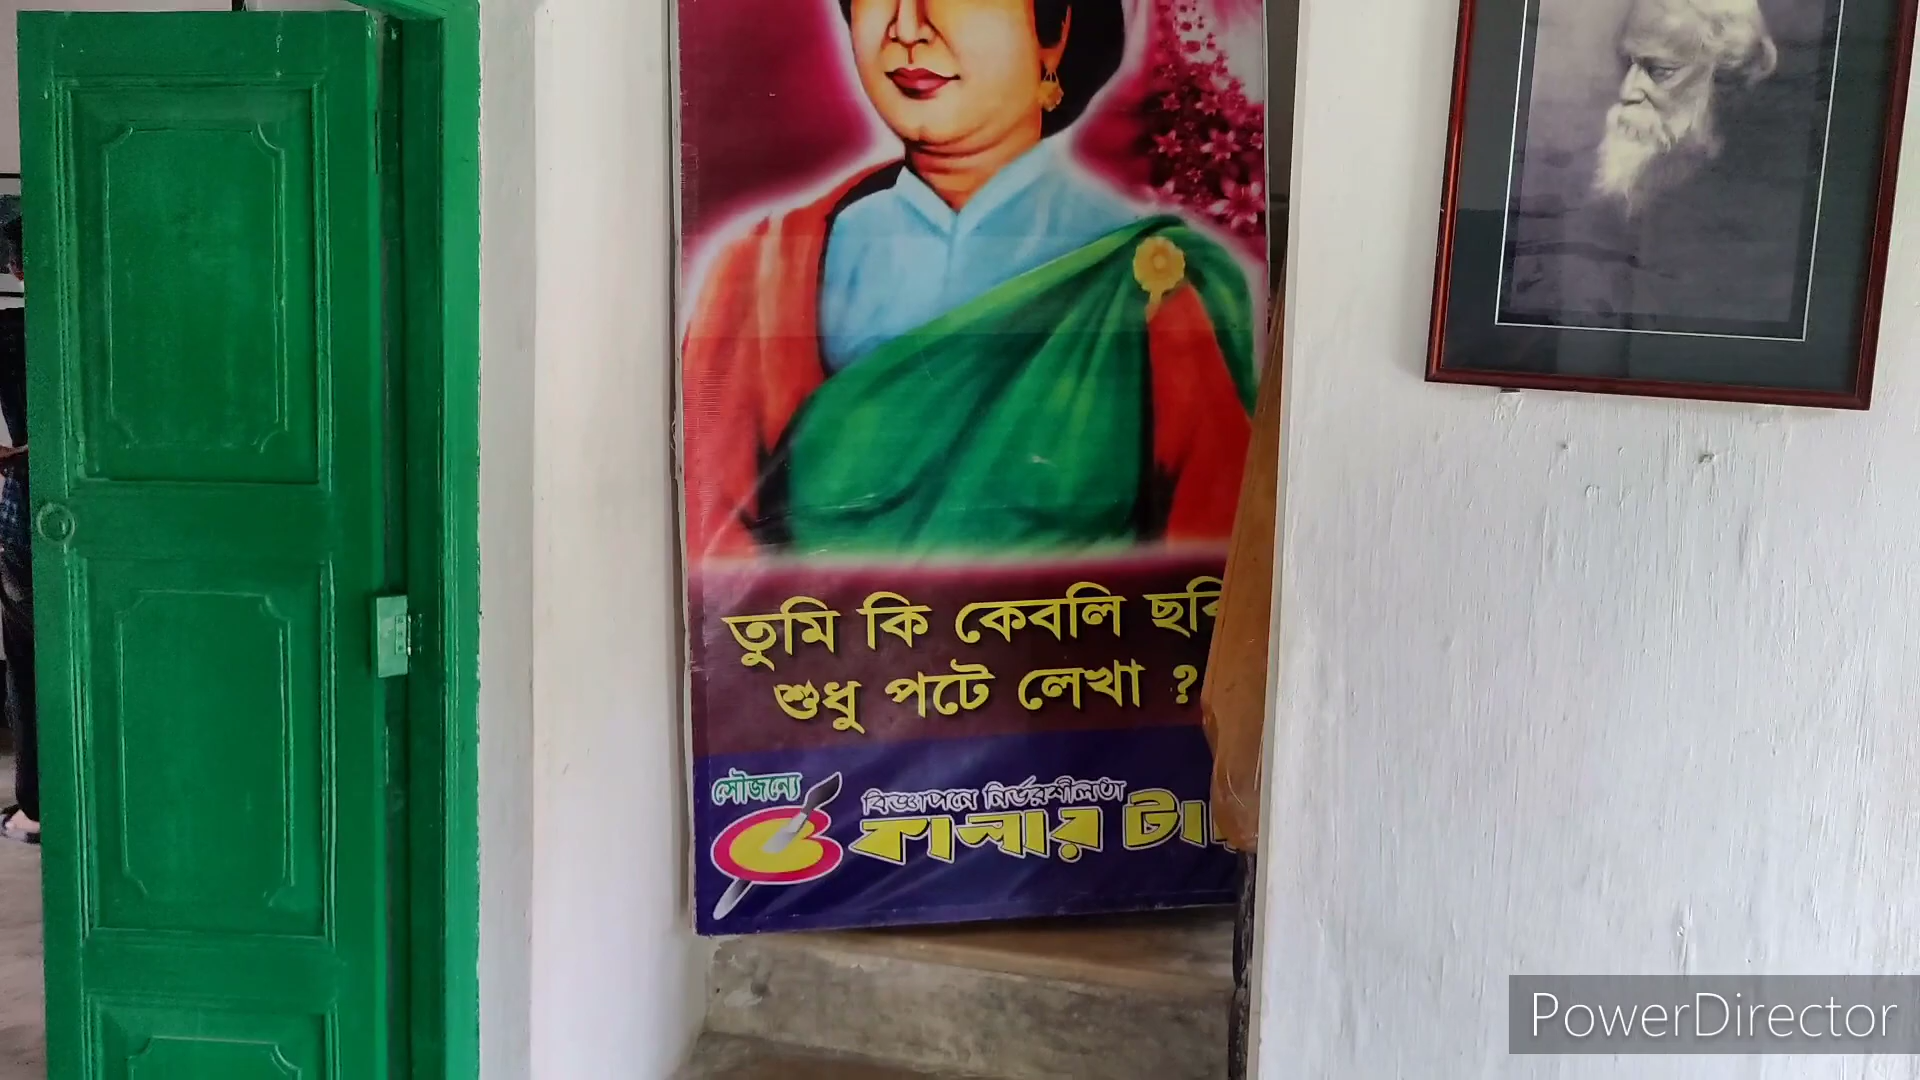 তুমি কি কেবলি ছবি
শুধু পটে লেখা ?
সৌজন্যে
বিজ্ঞাপনে নির্ভরশীলতা
কালার
PowerDirector